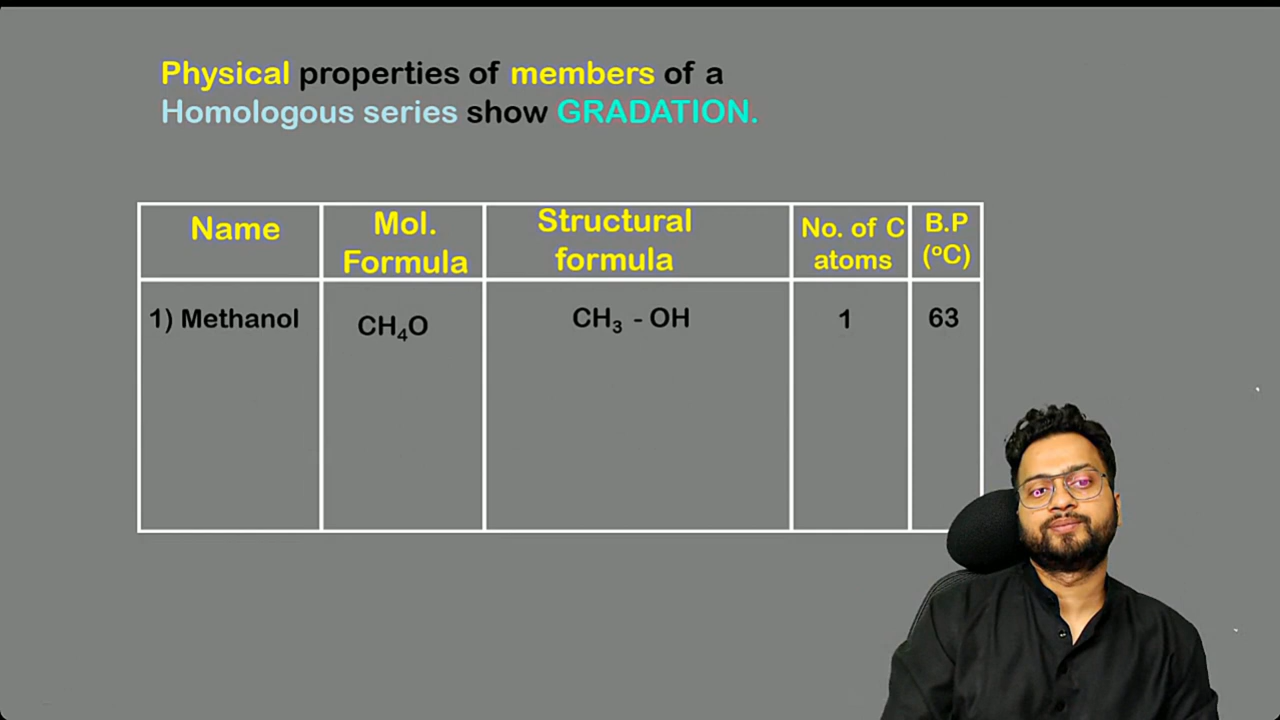 Physical properties of members of a
Homologous series show GRADATION.
Name
Mol.
Formula
Structural
formula
No. of C
atoms
B.P
(°C)
1) Methanol
CH₄O
CH₃ - OH
1
63